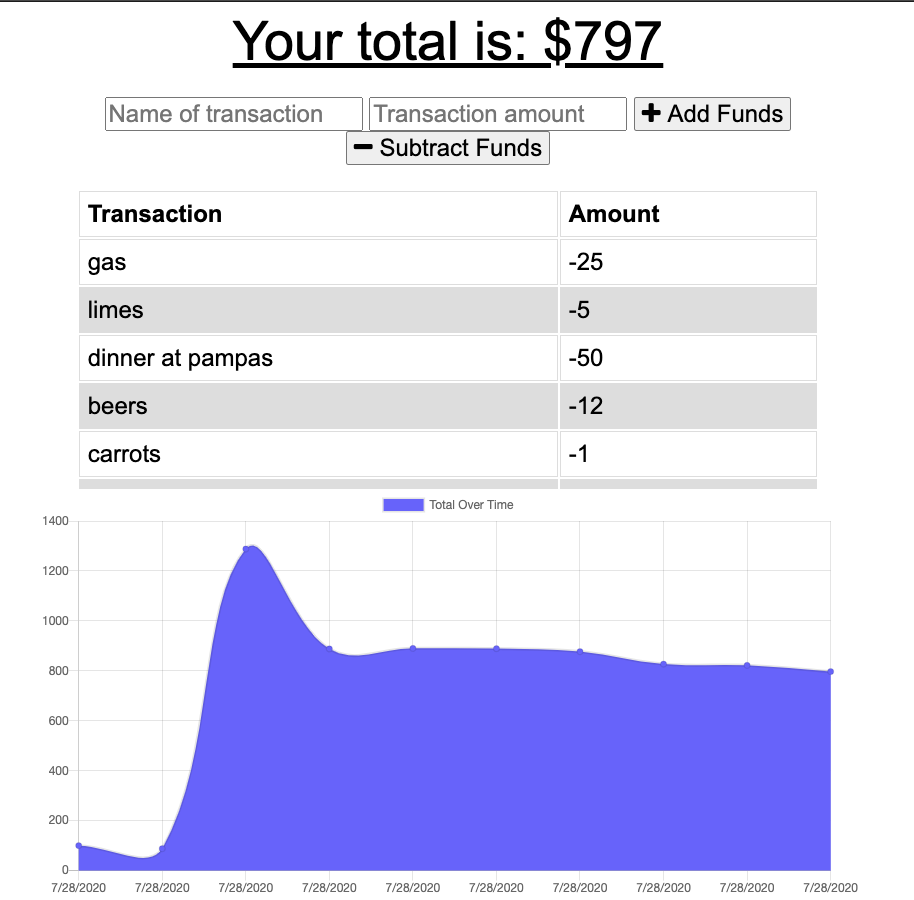 Your total is: $797
Name of transaction Transaction amount Add Funds
Subtract Funds
Transaction Amount
gas -25
limes -5
dinner at pampas -50
beers -12
carrots -1
Total Over Time
1400
1200
1000
800
600
400
200
0
7/28/2020 7/28/2020 7/28/2020 7/28/2020 7/28/2020 7/28/2020 7/28/2020 7/28/2020 7/28/2020 7/28/2020